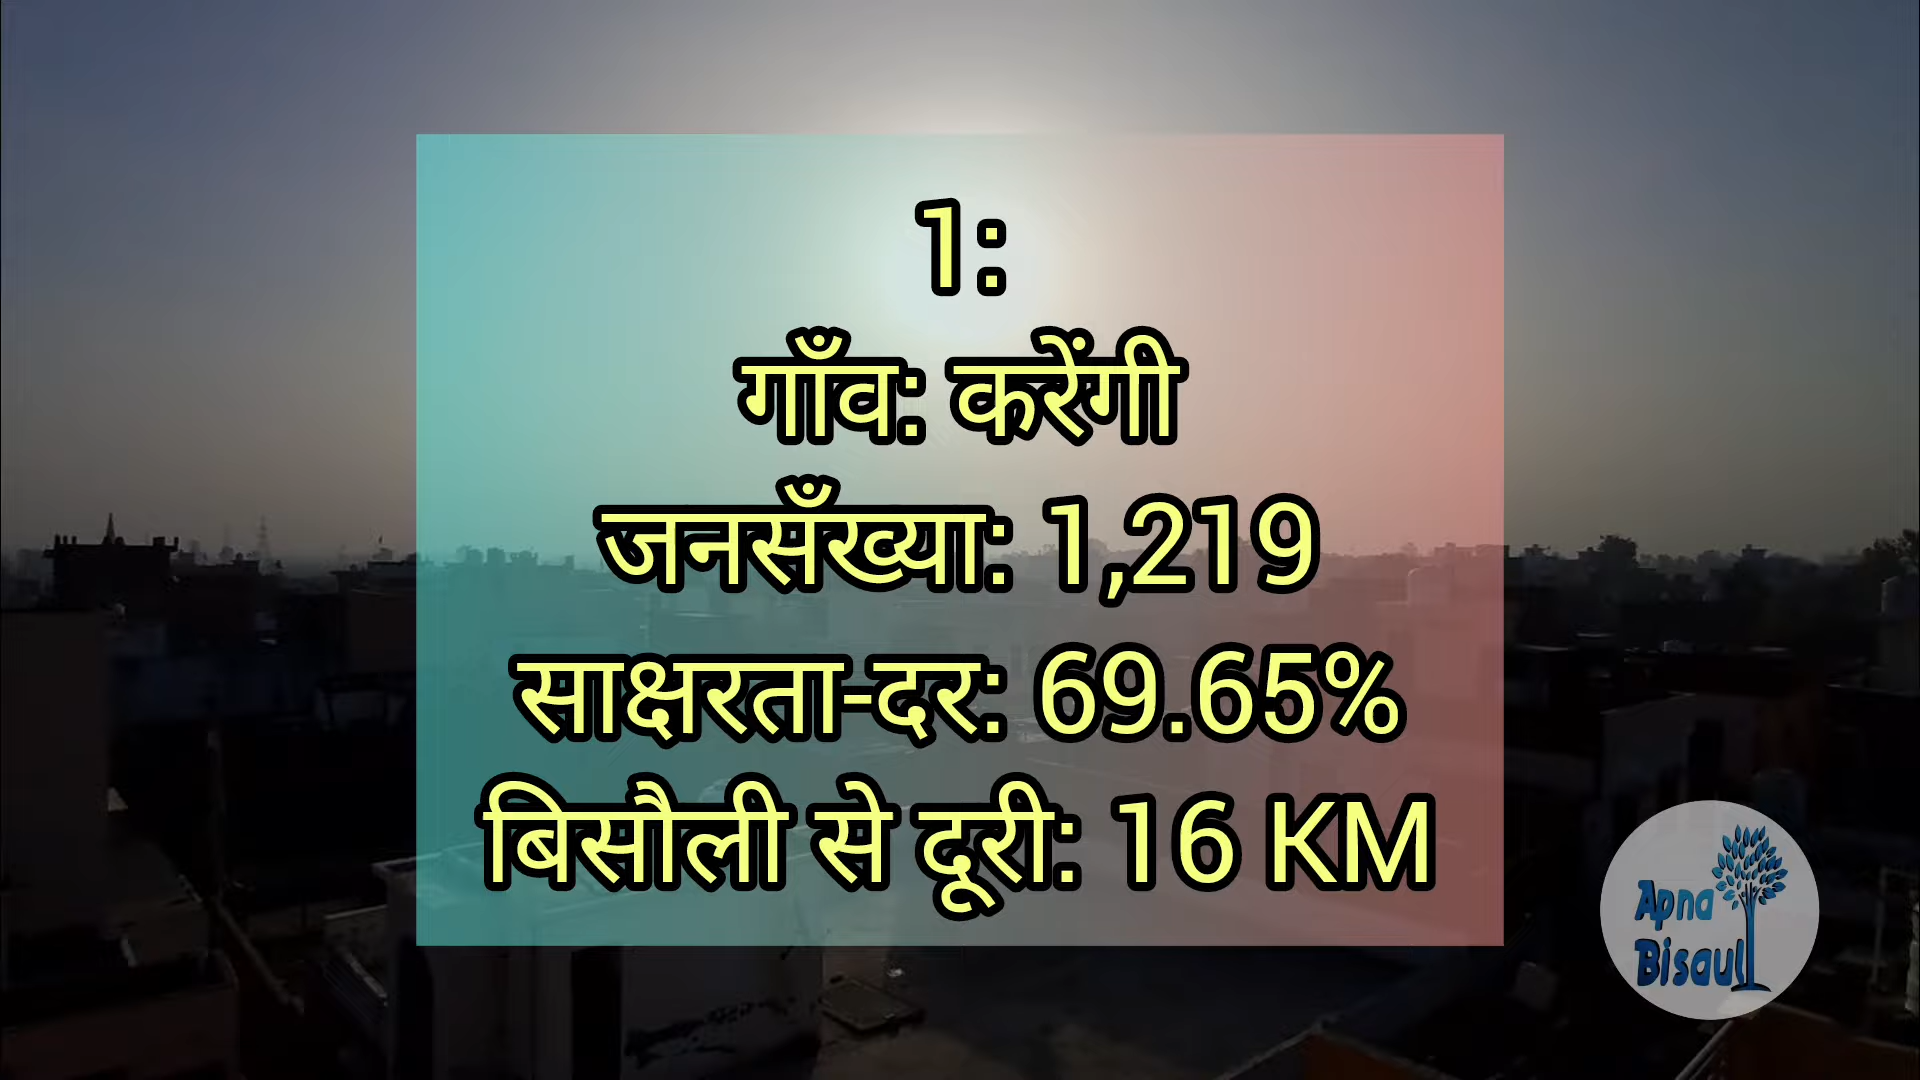 1:
गाँव: करेंगी
जनसँख्या: 1,219
साक्षरता-दर: 69.65%
बिसौली से दूरी: 16 KM
Apna
Bisauli